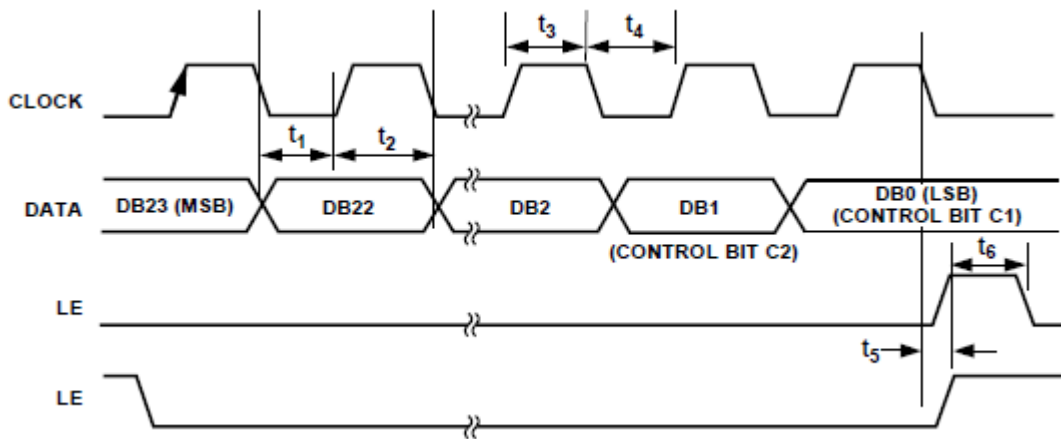 t3 t4
CLOCK
t1 t2
DATA DB23 (MSB) DB22 DB2 DB1 DB0 (LSB)
(CONTROL BIT C1)
(CONTROL BIT C2)
t6
LE
t5
LE